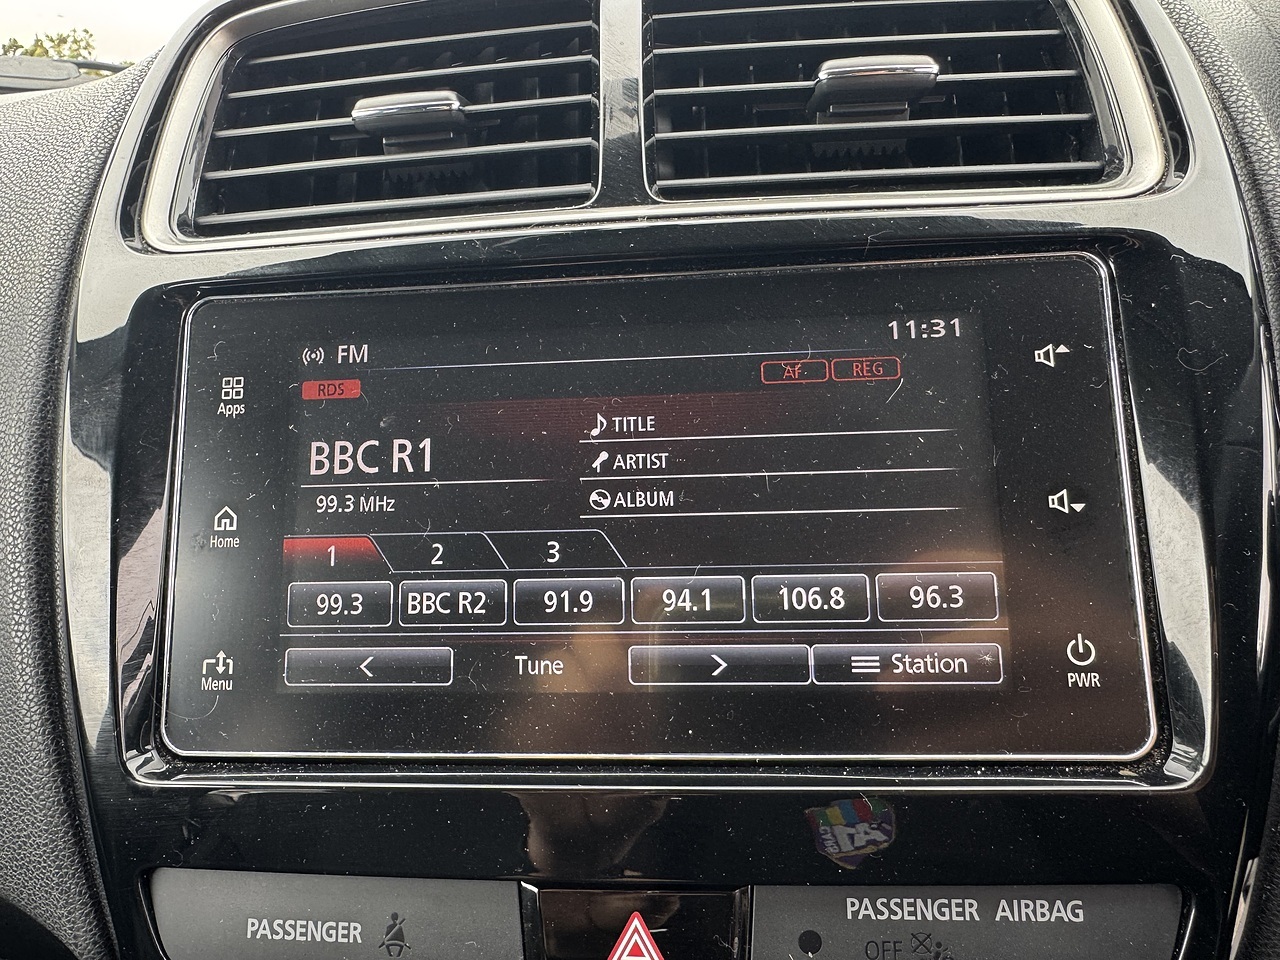 11:31
FM
RDS
AF REG
Apps
TITLE
BBC R1
ARTIST
99.3 MHz
ALBUM
Home
1 2 3
99.3 BBC R2 91.9 94.1 106.8 96.3
< Tune > Station
Menu
PWR
PASSENGER
PASSENGER AIRBAG
OFF